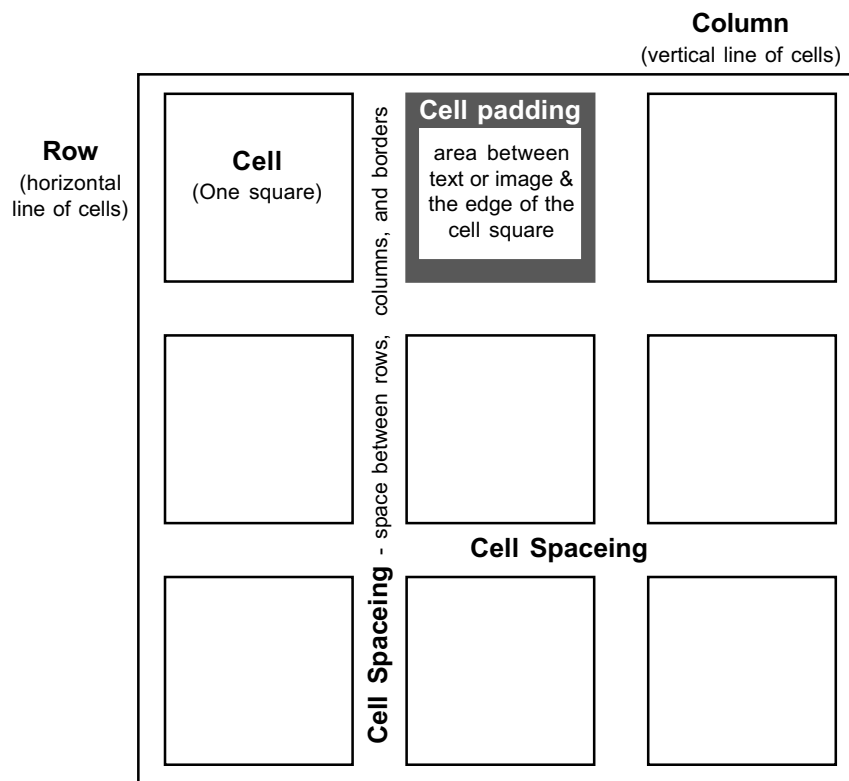 Column
(vertical line of cells)
Row
(horizontal
line of cells)
Cell
(One square)
Cell padding
area between
text or image &
the edge of the
cell square
Cell Spaceing - space between rows, columns, and borders
Cell Spaceing